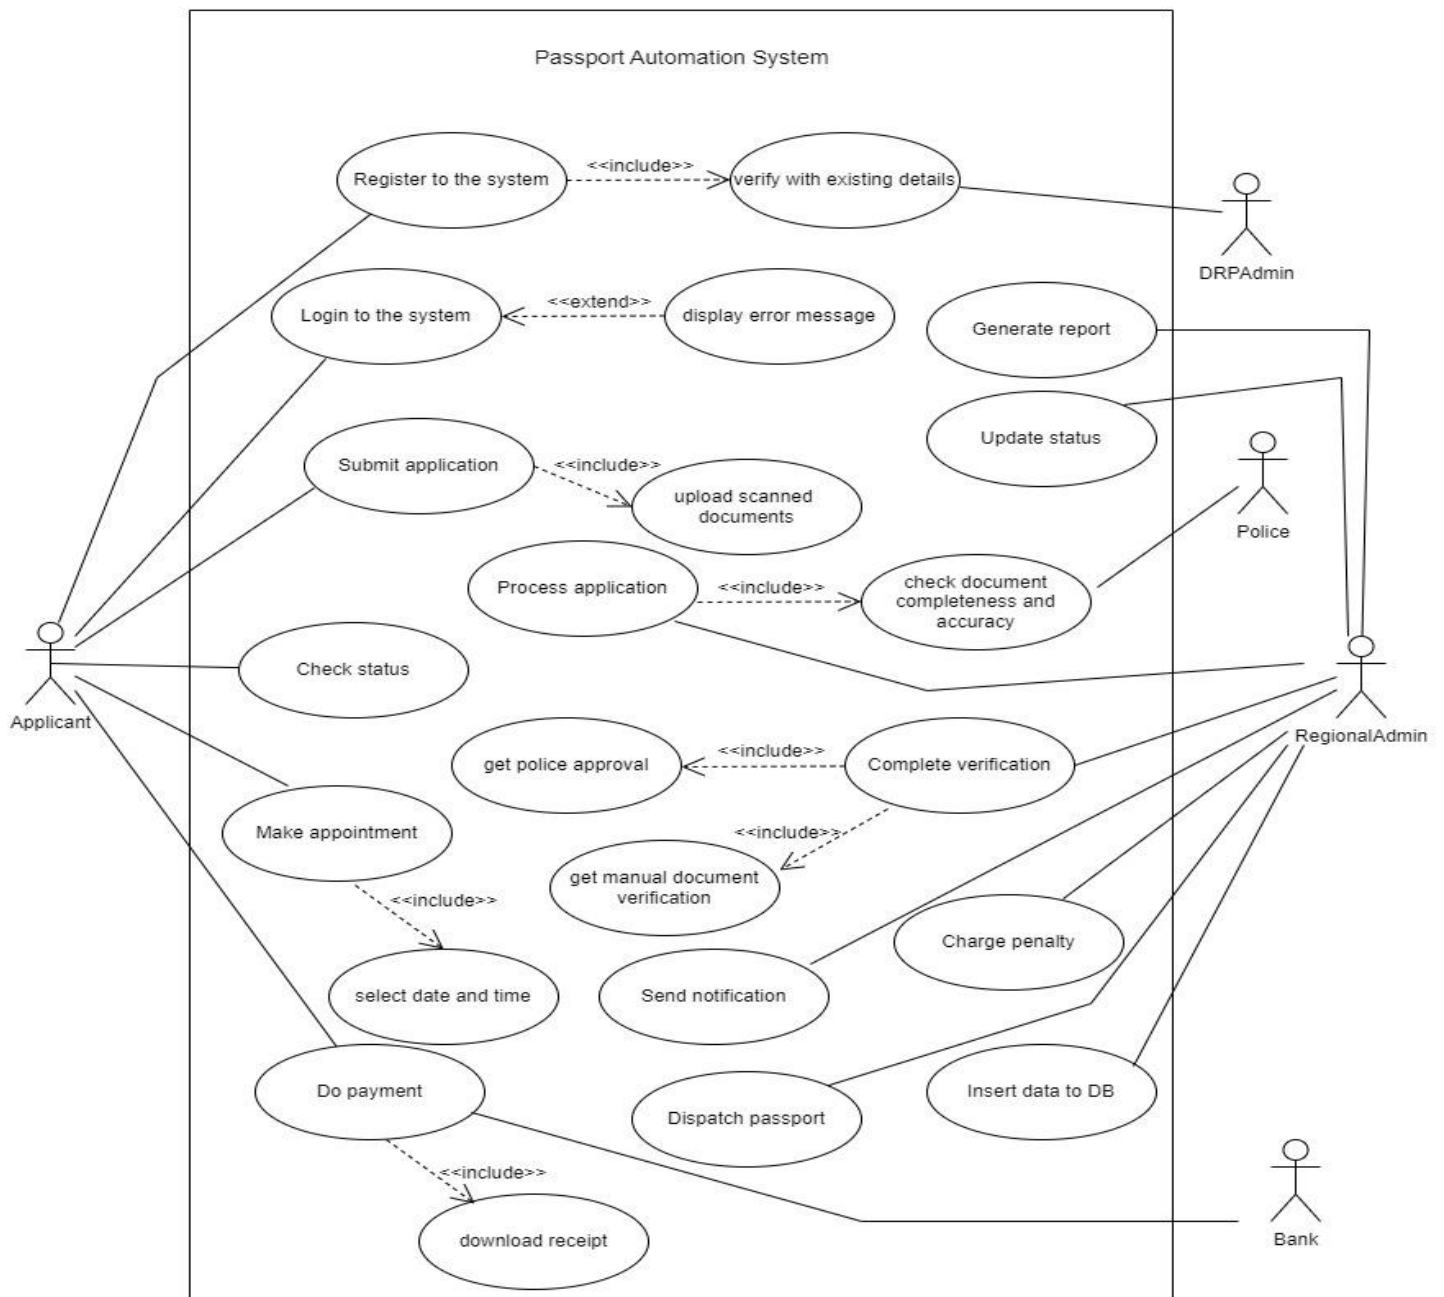 Passport Automation System
Register to the system
<<include>>
verify with existing details
DRPAdmin
Login to the system
<<extend>>
display error message
Generate report
Update status
Submit application
<<include>>
upload scanned
documents
Police
Process application
<<include>>
check document
completeness and
accuracy
Applicant
Check status
RegionalAdmin
get police approval
<<include>>
Complete verification
Make appointment
<<include>>
get manual document
verification
<<include>>
Charge penalty
select date and time
Send notification
Do payment
Dispatch passport
Insert data to DB
<<include>>
download receipt
Bank